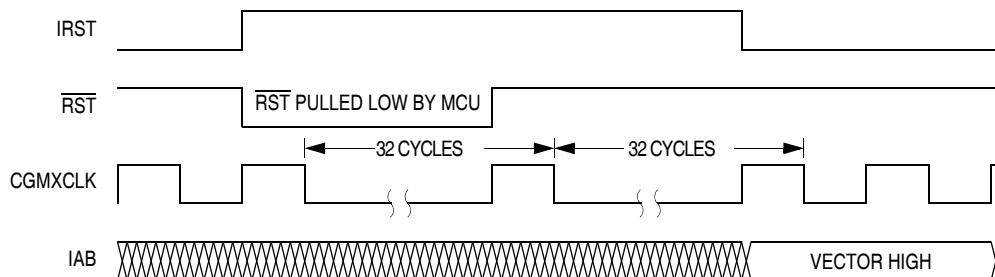 IRST
RST
RST PULLED LOW BY MCU
32 CYCLES
32 CYCLES
CGMXCLK
IAB
VECTOR HIGH